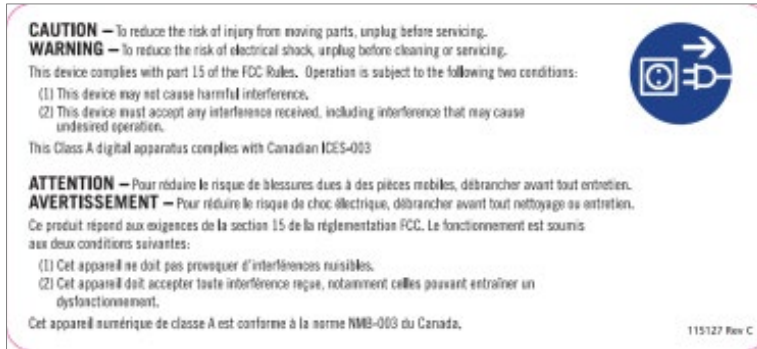 CAUTION – To reduce the risk of injury from moving parts, unplug before servicing.
WARNING – To reduce the risk of electrical shock, unplug before cleaning or servicing.
This device complies with part 15 of the FCC Rules. Operation is subject to the following two conditions:
(1) This device may not cause harmful interference.
(2) This device must accept any interference received, including interference that may cause
undesired operation.
This Class A digital apparatus complies with Canadian ICES-003
ATTENTION – Pour réduire le risque de blessures dues à des pièces mobiles, débrancher avant tout entretien.
AVERTISSEMENT – Pour réduire le risque de choc électrique, débrancher avant tout nettoyage ou entretien.
Ce produit répond aux exigences de la section 15 de la réglementation FCC. Le fonctionnement est soumis
aux deux conditions suivantes:
(1) Cet appareil ne doit pas provoquer d'interférences nuisibles.
(2) Cet appareil doit accepter toute interférence reçue, notamment celles pouvant entraîner un
dysfonctionnement.
Cet appareil numérique de classe A est conforme à la norme NMB-003 du Canada.
115127 Rev C